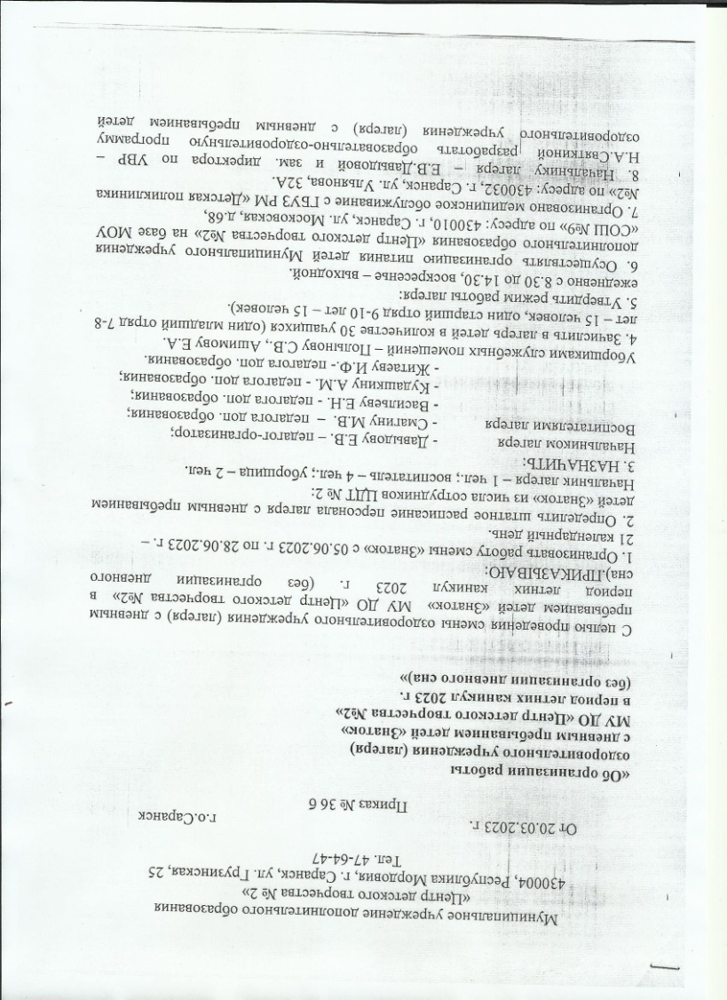 Муниципальное учреждение дополнительного образования
«Центр детского творчества № 2»
430004, Республика Мордовия, г. Саранск, ул. Грузинская, 25
Тел. 47-64-47
От 20.03.2023 г. г.о.Саранск
Приказ № 36 б
«Об организации работы
оздоровительного учреждения (лагеря)
с дневным пребыванием детей «Знаток»
МУ ДО «Центр детского творчества №2»
в период летних каникул 2023 г.
(без организации дневного сна)»
С целью проведения смены оздоровительного учреждения (лагеря) с дневным
пребыванием детей «Знаток» МУ ДО «Центр детского творчества №2» в
период летних каникул 2023 г. (без организации дневного
сна) ПРИКАЗЫВАЮ:
1. Организовать работу смены «Знаток» с 05.06.2023 г. по 28.06.2023 г. –
21 календарный день.
2. Определить штатное расписание персонала лагеря с дневным пребыванием
детей «Знаток» из числа сотрудников ЦДТ № 2:
Начальник лагеря – 1 чел.; воспитатель – 4 чел.; уборщица – 2 чел.
3. НАЗНАЧИТЬ:
Начальником лагеря - Давыдову Е.В. – педагог-организатор;
Воспитателями лагеря - Смагину М.В. – педагога доп. образования;
- Васильеву Е.Н. - педагога доп. образования;
- Кудашкину А.М. - педагога доп. образования;
- Житаеву И.Ф.- педагога доп. образования.
Уборщиками служебных помещений – Полынову С.В., Ашимову Е.А.
4. Зачислить в лагерь детей в количестве 30 учащихся (один младший отряд 7-8
лет – 15 человек, один старший отряд 9-10 лет – 15 человек).
5. Утвердить режим работы лагеря:
ежедневно с 8.30 до 14.30, воскресенье – выходной.
6. Осуществлять организацию питания детей Муниципального учреждения
дополнительного образования «Центр детского творчества №2» на базе МОУ
«СОШ №9» по адресу: 430010, г. Саранск, ул. Московская, д.68,
7. Организовано медицинское обслуживание с ГБУЗ РМ «Детская поликлиника
№2» по адресу: 430032, г. Саранск, ул. Ульянова, 32А.
8. Начальнику лагеря – Е.В.Давыдовой и зам. директора по УВР –
Н.А.Святкиной разработать образовательно-оздоровительную программу
оздоровительного учреждения (лагеря) с дневным пребыванием детей